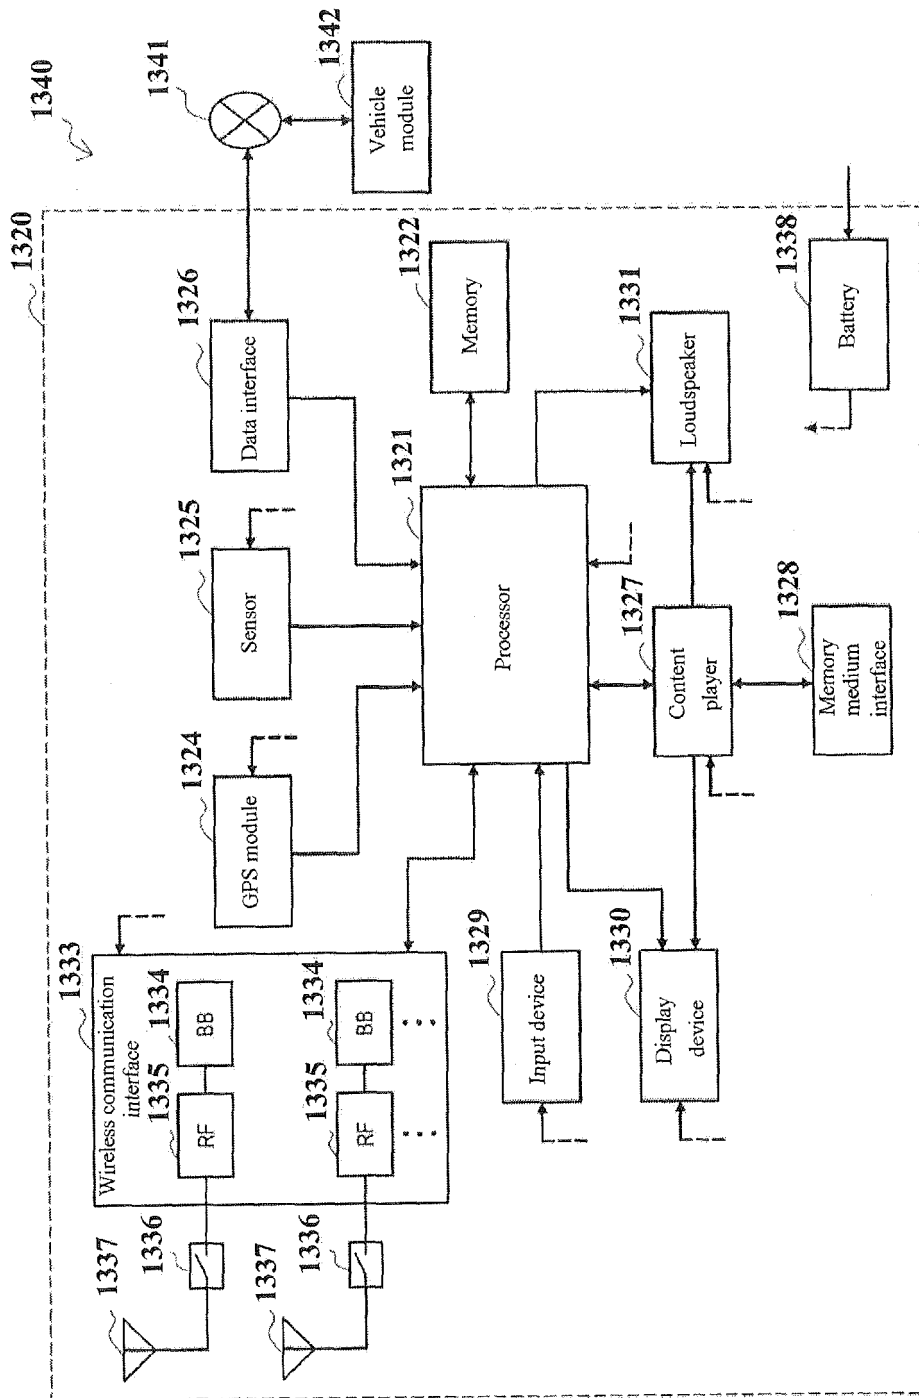 1340
1320
1341
1342
Vehicle
module
1326
Data interface
1325
Sensor
1324
GPS module
1333
Wireless communication
interface
1334
BB
1335
RF
1336
1337
1334
BB
1335
RF
1336
1337
1322
Memory
1321
Processor
1331
Loudspeaker
1338
Battery
1327
Content
player
1328
Memory
medium
interface
1329
Input device
1330
Display
device